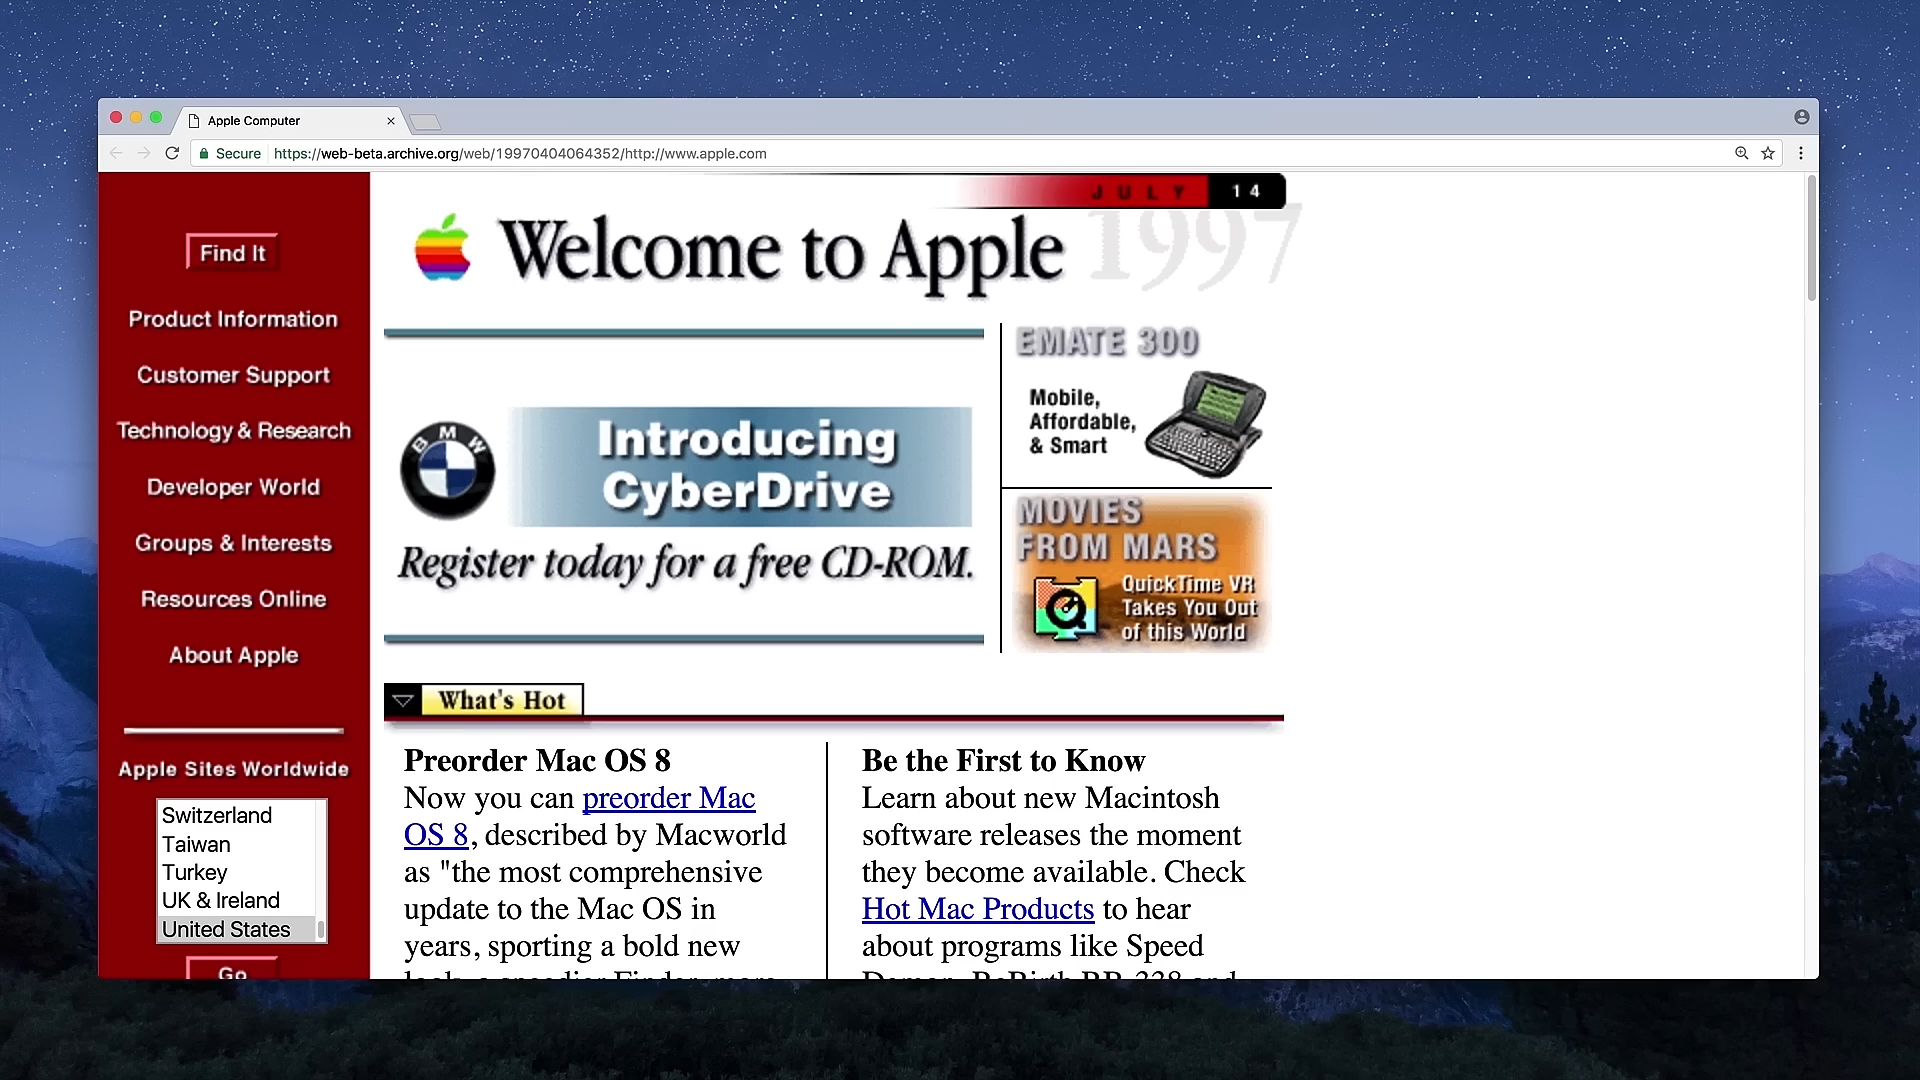 Apple Computer
Secure https://web-beta.archive.org/web/19970404064352/http://www.apple.com
JULY 14
1997
Welcome to Apple
Find It
Product Information
Customer Support
Technology & Research
Developer World
Groups & Interests
Resources Online
About Apple
Apple Sites Worldwide
Switzerland
Taiwan
Turkey
UK & Ireland
United States
Go
BMW
Introducing
CyberDrive
Register today for a free CD-ROM.
EMATE 300
Mobile,
Affordable,
& Smart
MOVIES
FROM MARS
QuickTime VR
Takes You Out
of this World
What's Hot
Preorder Mac OS 8
Now you can preorder Mac
OS 8, described by Macworld
as "the most comprehensive
update to the Mac OS in
years, sporting a bold new
Be the First to Know
Learn about new Macintosh
software releases the moment
they become available. Check
Hot Mac Products to hear
about programs like Speed